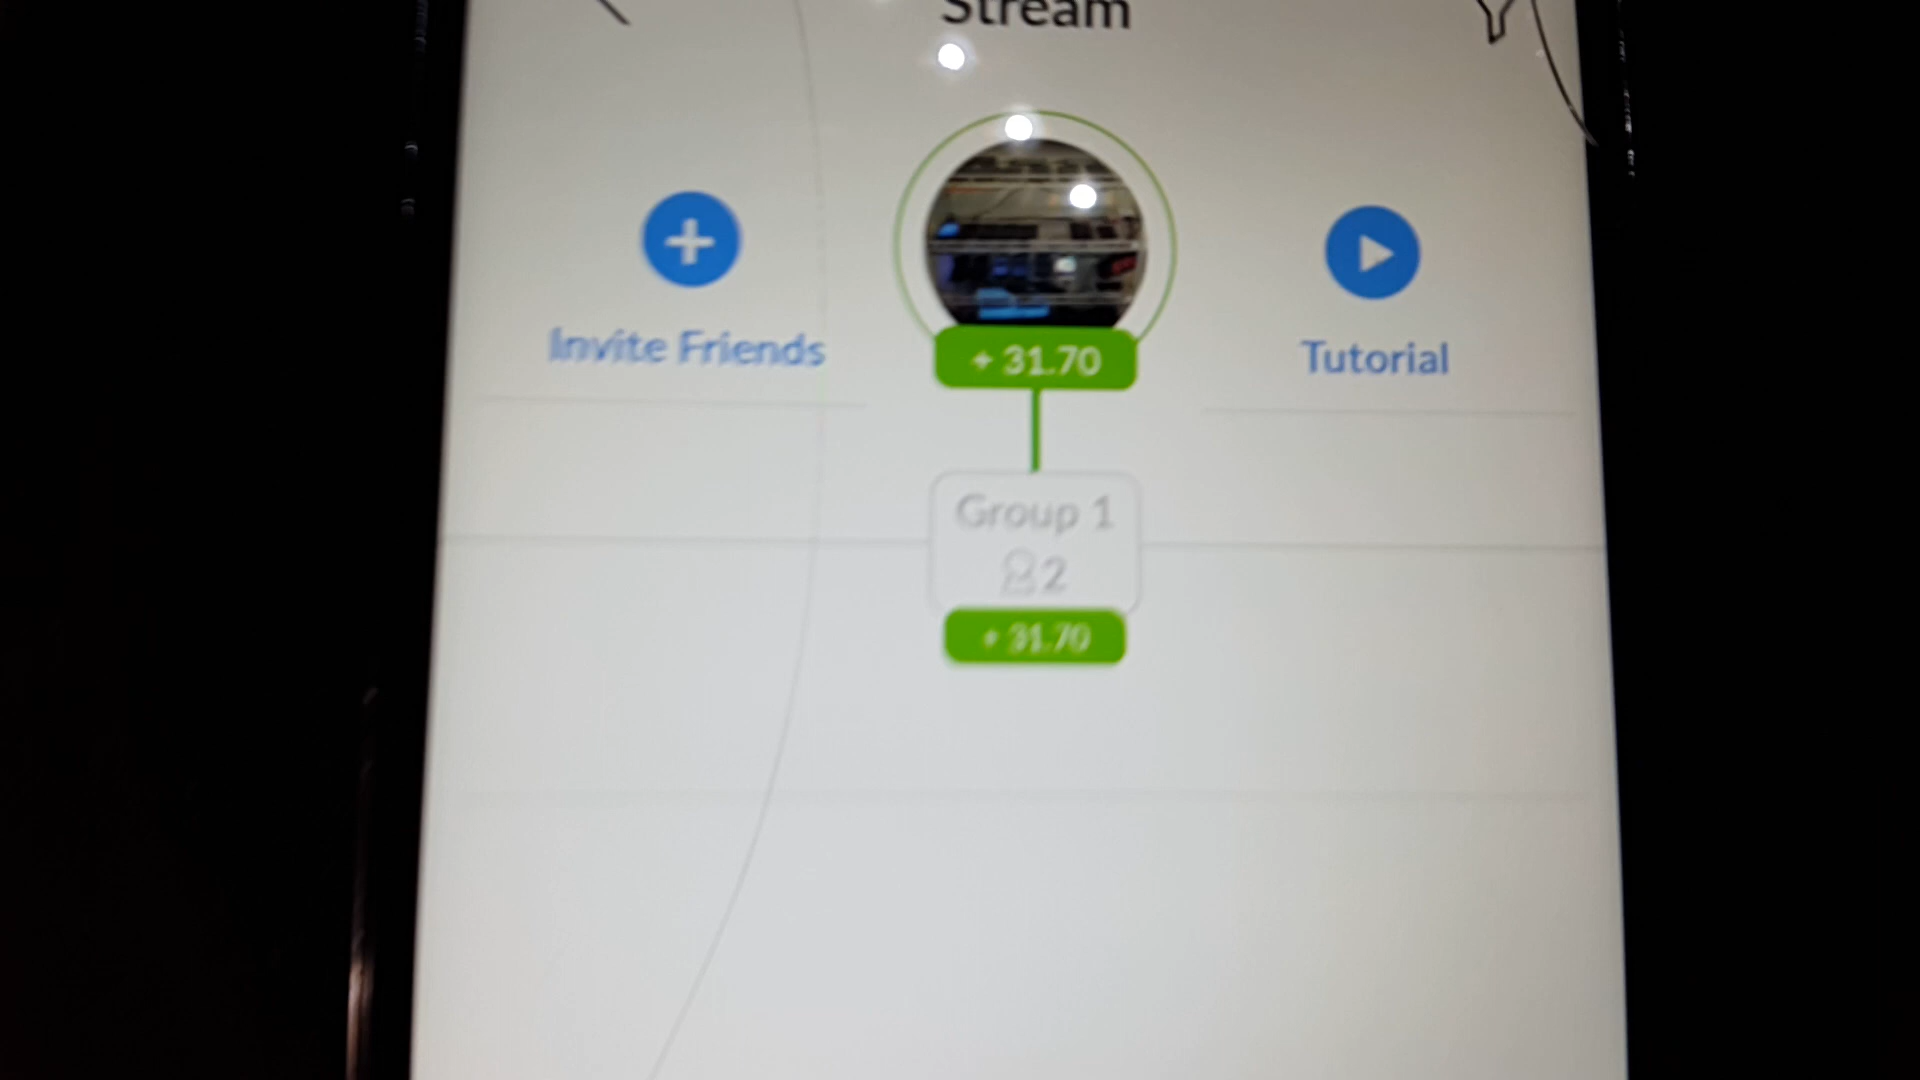 Stream
+ 31.70
Invite Friends
Tutorial
Group 1
2
+ 31.70